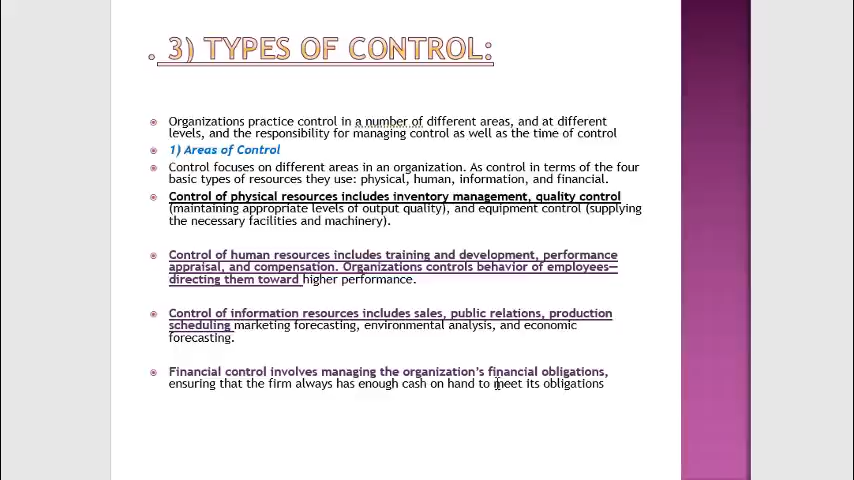 . 3) TYPES OF CONTROL:
Organizations practice control in a number of different areas, and at different
levels, and the responsibility for managing control as well as the time of control
1) Areas of Control
Control focuses on different areas in an organization. As control in terms of the four
basic types of resources they use: physical, human, information, and financial.
Control of physical resources includes inventory management, quality control
(maintaining appropriate levels of output quality), and equipment control (supplying
the necessary facilities and machinery).
Control of human resources includes training and development, performance
appraisal, and compensation. Organizations controls behavior of employees—
directing them toward higher performance.
Control of information resources includes sales, public relations, production
scheduling marketing forecasting, environmental analysis, and economic
forecasting.
Financial control involves managing the organization's financial obligations,
ensuring that the firm always has enough cash on hand to meet its obligations